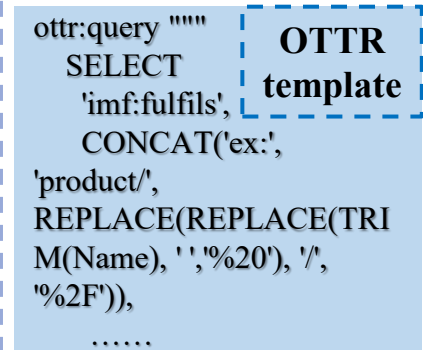 ottr:query """
SELECT
'imf:fulfils',
CONCAT('ex:',
'product/',
REPLACE(REPLACE(TRI
M(Name), ' ','%20'), '/',
'%2F')),
……
OTTR
template